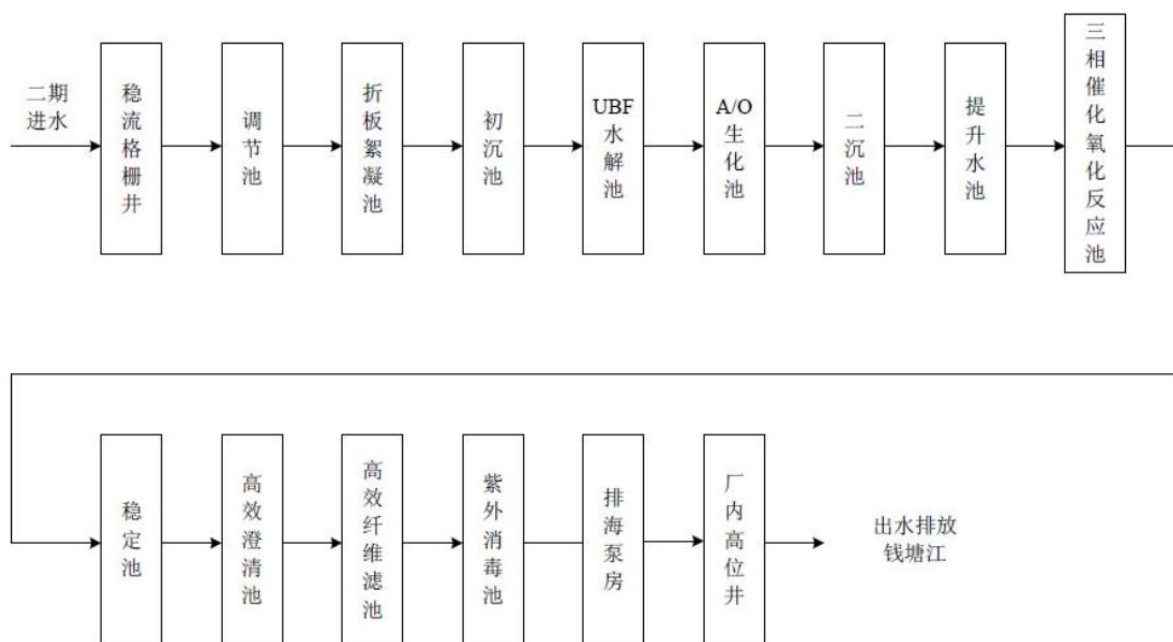 二期
进水
稳流格栅井
调节池
折板絮凝池
初沉池
UBF
水解池
A/O
生化池
二沉池
提升水池
三相催化氧化反应池
稳定池
高效澄清池
高效纤维滤池
紫外消毒池
排海泵房
厂内高位井
出水排放
钱塘江